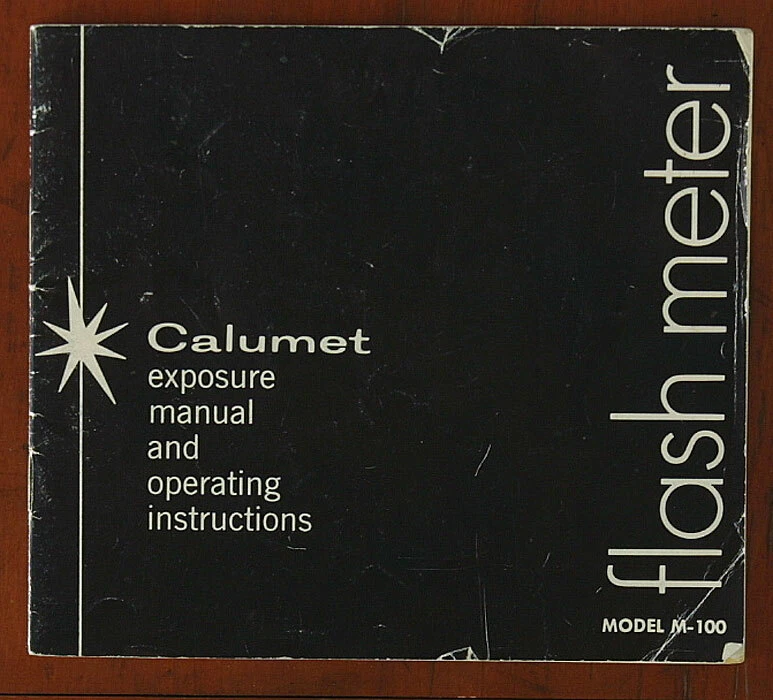 Calumet
exposure
manual
and
operating
instructions
flash meter
MODEL M-100